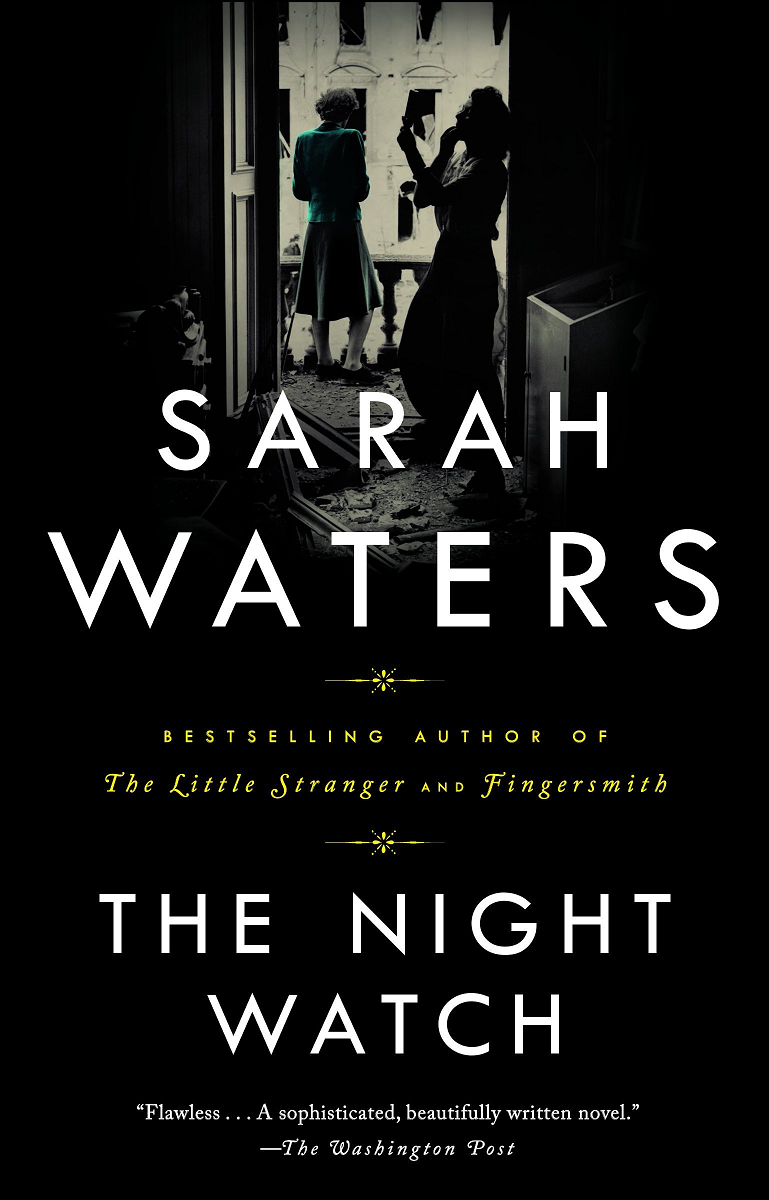 SARAH
WATERS
BESTSELLING AUTHOR OF
The Little Stranger AND Fingersmith
THE NIGHT
WATCH
“Flawless . . . A sophisticated, beautifully written novel.”
—The Washington Post